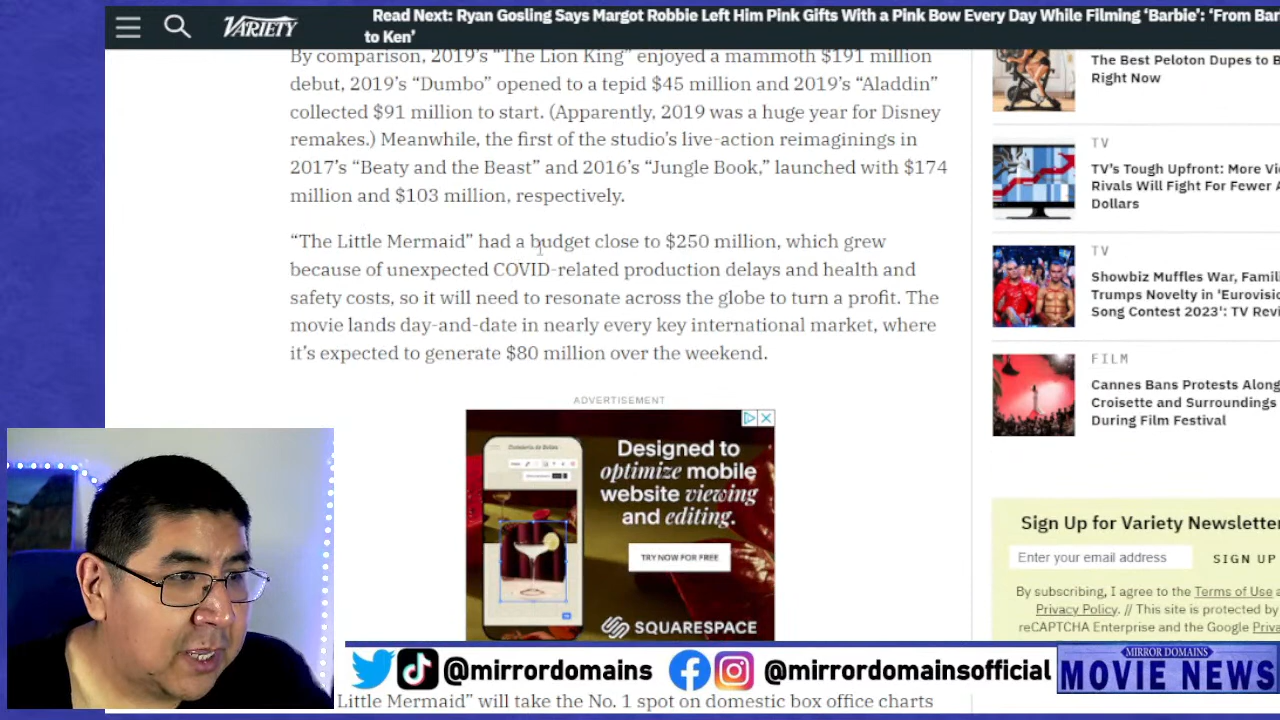 Read Next: Ryan Gosling Says Margot Robbie Left Him Pink Gifts With a Pink Bow Every Day While Filming ‘Barbie’: ‘From Bar
to Ken’
VARIETY
By comparison, 2019’s “The Lion King” enjoyed a mammoth $191 million
debut, 2019’s “Dumbo” opened to a tepid $45 million and 2019’s “Aladdin”
collected $91 million to start. (Apparently, 2019 was a huge year for Disney
remakes.) Meanwhile, the first of the studio’s live-action reimaginings in
2017’s “Beaty and the Beast” and 2016’s “Jungle Book,” launched with $174
million and $103 million, respectively.
“The Little Mermaid” had a budget close to $250 million, which grew
because of unexpected COVID-related production delays and health and
safety costs, so it will need to resonate across the globe to turn a profit. The
movie lands day-and-date in nearly every key international market, where
it’s expected to generate $80 million over the weekend.
ADVERTISEMENT
Designed to
optimize mobile
website viewing
and editing.
TRY NOW FOR FREE
SQUARESPACE
Little Mermaid” will take the No. 1 spot on domestic box office charts
The Best Peloton Dupes to B
Right Now
TV
TV’s Tough Upfront: More Vi
Rivals Will Fight For Fewer A
Dollars
TV
Showbiz Muffles War, Famil
Trumps Novelty in 'Eurovisio
Song Contest 2023': TV Revi
FILM
Cannes Bans Protests Along
Croisette and Surroundings
During Film Festival
Sign Up for Variety Newslette
Enter your email address
SIGN UP
By subscribing, I agree to the Terms of Use a
Privacy Policy. // This site is protected by
reCAPTCHA Enterprise and the Google Priva
@mirrordomains
@mirrordomainsofficial
MIRROR DOMAINS
MOVIE NEWS